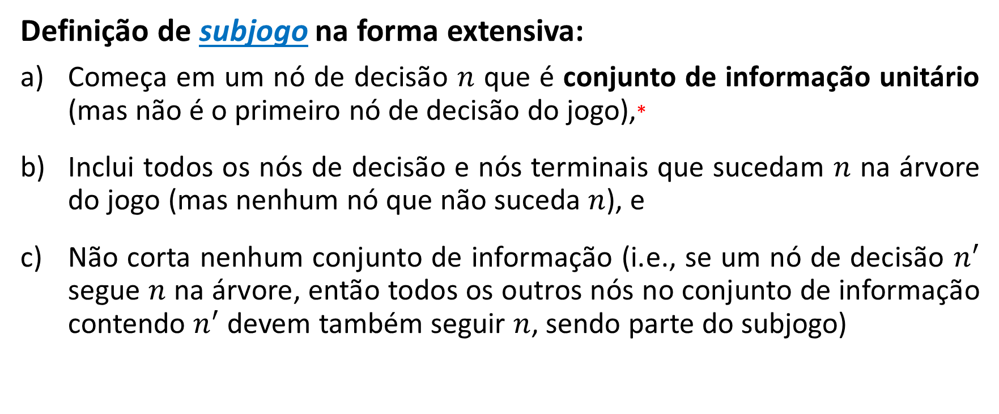 Definição de subjogo na forma extensiva:
a) Começa em um nó de decisão n que é conjunto de informação unitário
(mas não é o primeiro nó de decisão do jogo),*
b) Inclui todos os nós de decisão e nós terminais que sucedam n na árvore
do jogo (mas nenhum nó que não suceda n), e
c) Não corta nenhum conjunto de informação (i.e., se um nó de decisão n′
segue n na árvore, então todos os outros nós no conjunto de informação
contendo n′ devem também seguir n, sendo parte do subjogo)